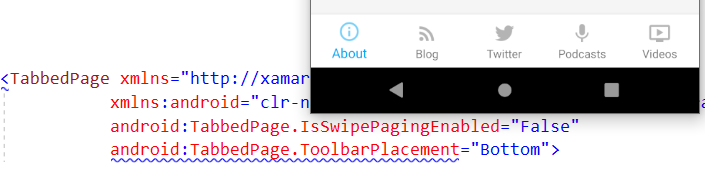 About Blog Twitter Podcasts Videos
<TabbedPage xmlns="http://xamar
xmlns:android="clr-n
android:TabbedPage.IsSwipePagingEnabled="False"
android:TabbedPage.ToolbarPlacement="Bottom">